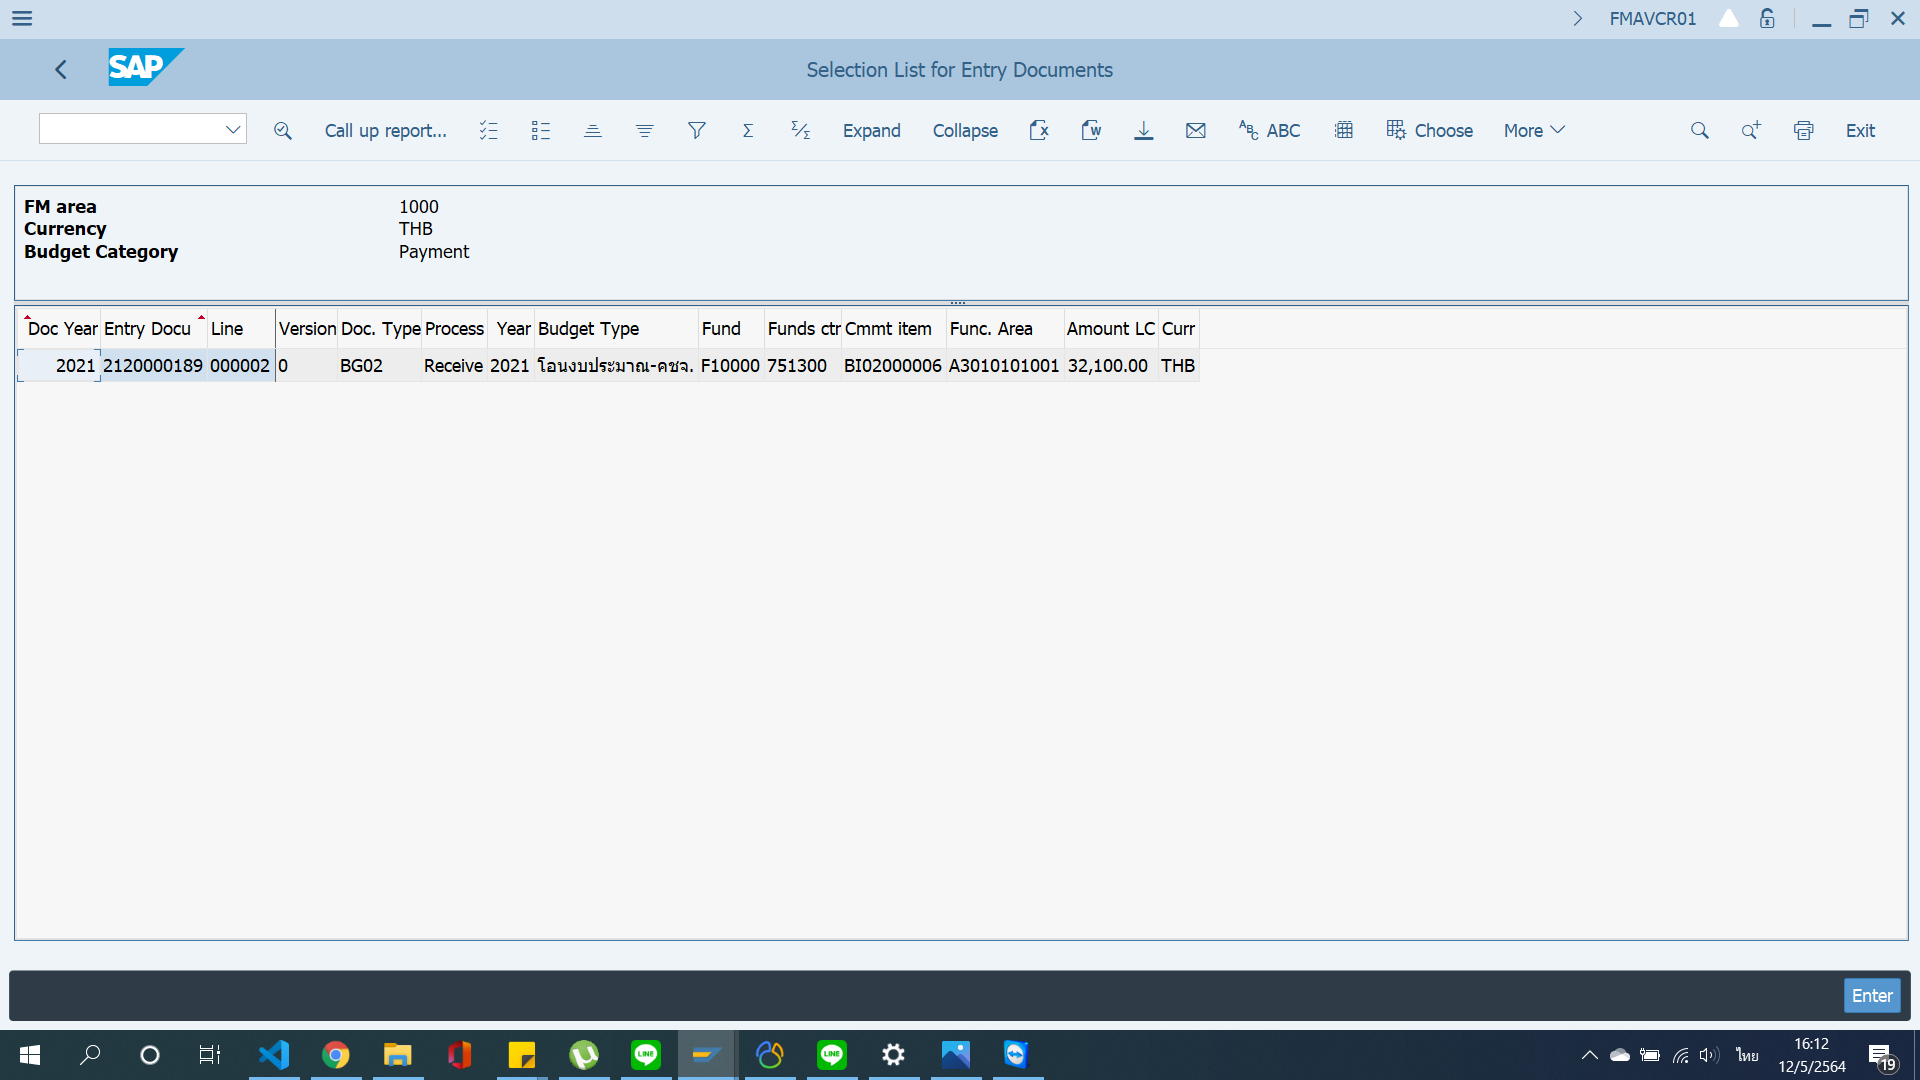 FMAVCR01
SAP
Selection List for Entry Documents
Call up report... Expand Collapse ABC Choose More Exit
FM area 1000
Currency THB
Budget Category Payment
Doc Year Entry Docu Line Version Doc. Type Process Year Budget Type Fund Funds ctr Cmmt item Func. Area Amount LC Curr
2021 2120000189 000002 0 BG02 Receive 2021 โอนงบประมาณ-คชจ. F10000 751300 BI02000006 A3010101001 32,100.00 THB
Enter
ไทย
16:12
12/5/2564
19